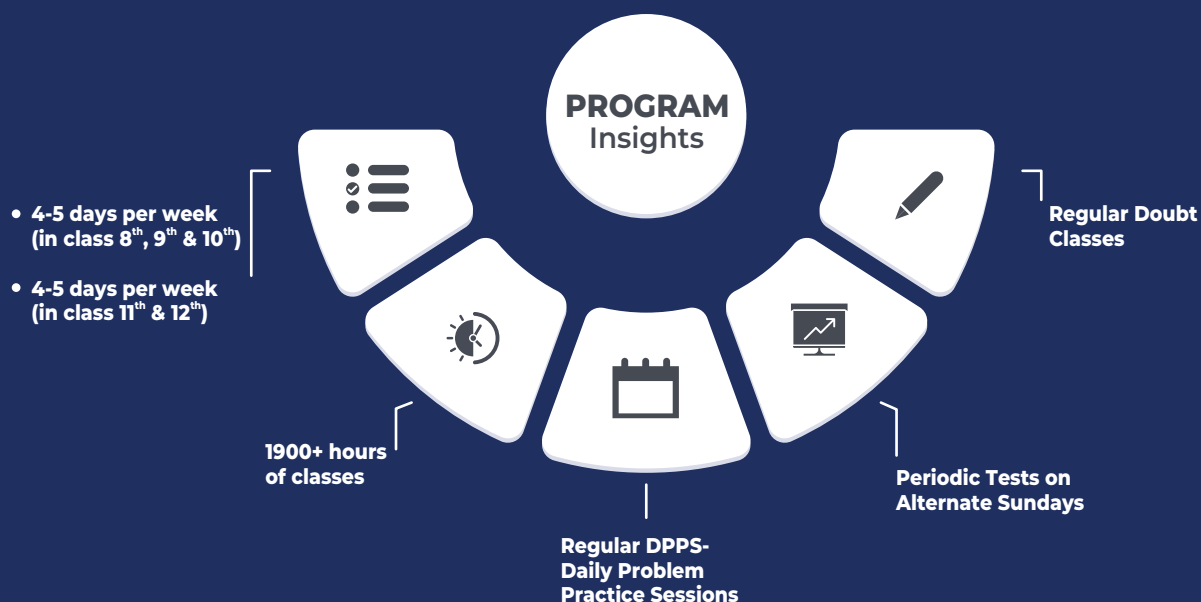 PROGRAM
Insights
• 4-5 days per week
(in class 8th, 9th & 10th)
• 4-5 days per week
(in class 11th & 12th)
1900+ hours
of classes
Regular DPPS-
Daily Problem
Practice Sessions
Periodic Tests on
Alternate Sundays
Regular Doubt
Classes